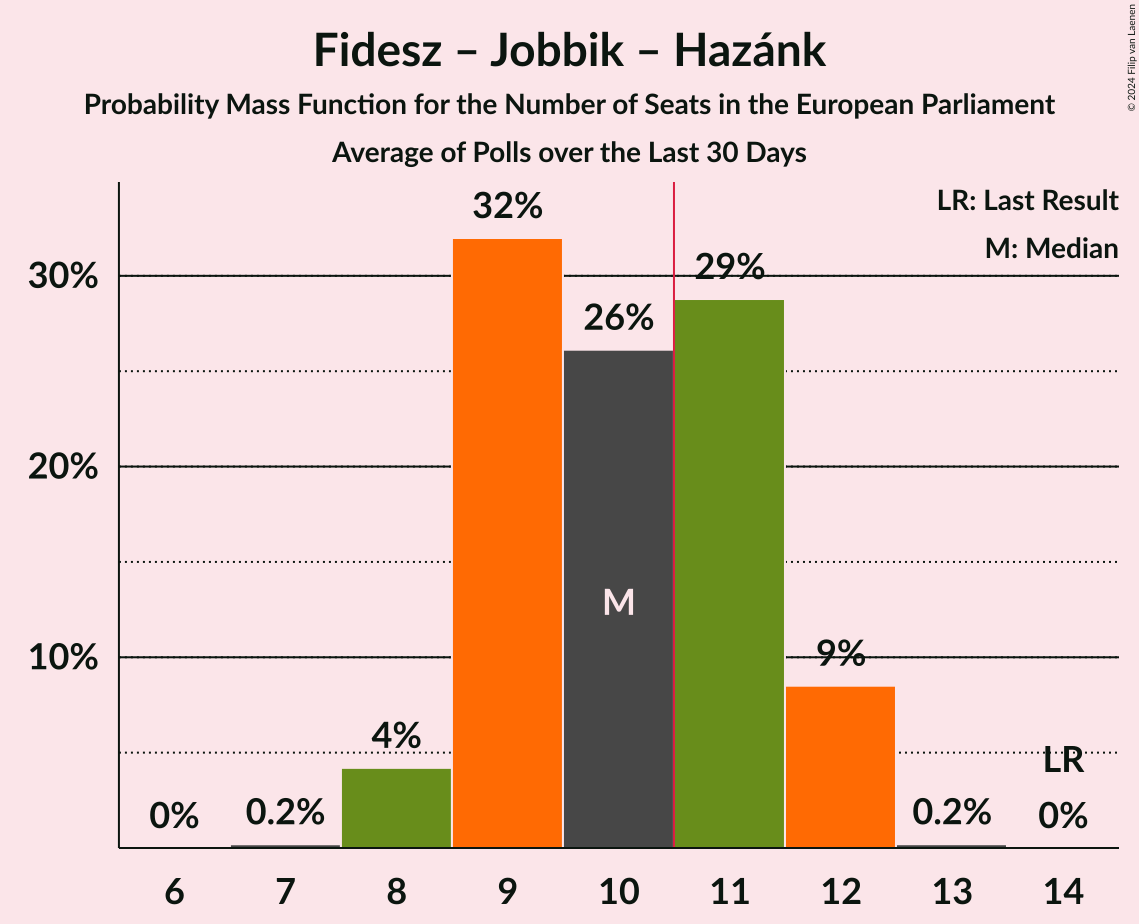 Fidesz – Jobbik – Hazánk
Probability Mass Function for the Number of Seats in the European Parliament
Average of Polls over the Last 30 Days
© 2024 Filip van Laenen
LR: Last Result
M: Median
30%
20%
10%
0%
0.2%
4%
32%
26%
29%
9%
0.2%
0%
LR
M
6
7
8
9
10
11
12
13
14